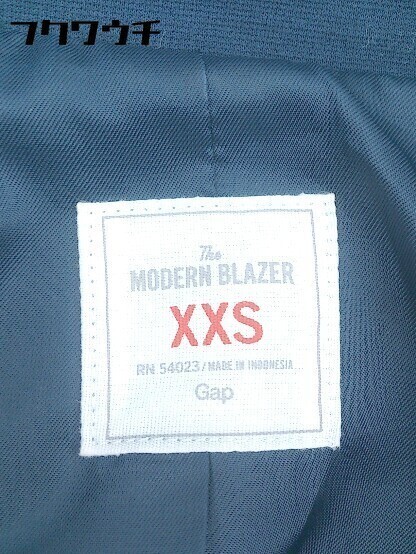 フクワウチ
The
MODERN BLAZER
XXS
RN 54023/MADE IN INDONESIA
Gap